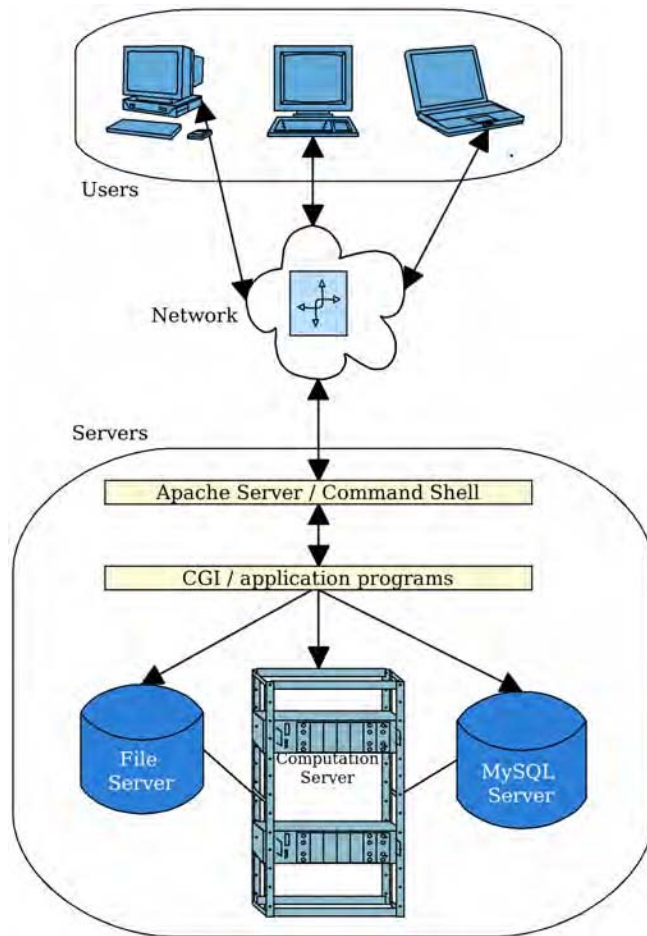 Users
Network
Servers
Apache Server / Command Shell
CGI / application programs
File
Server
Computation
Server
MySQL
Server